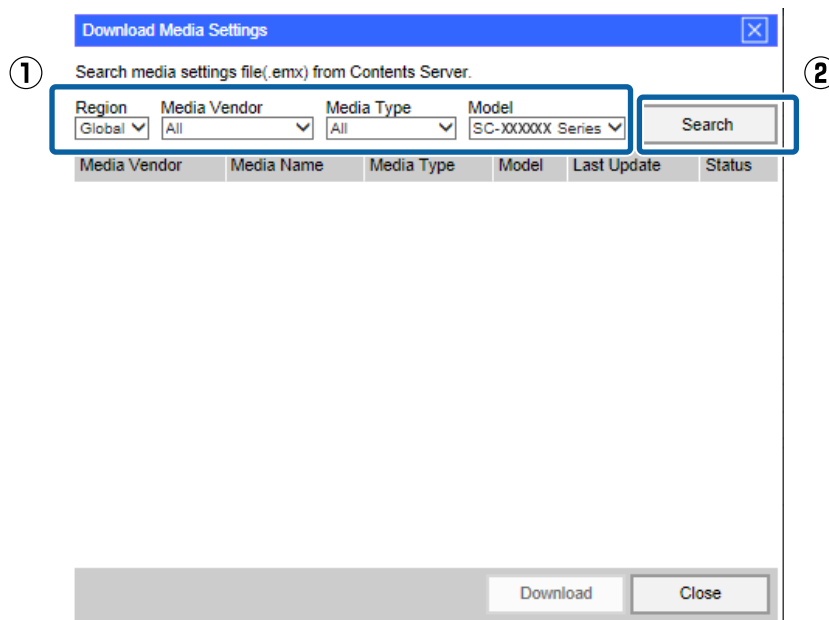 Download Media Settings
①
Search media settings file(.emx) from Contents Server.
②
Region Media Vendor Media Type Model
Global All All SC-XXXXXX Series Search
Media Vendor Media Name Media Type Model Last Update Status
Download Close